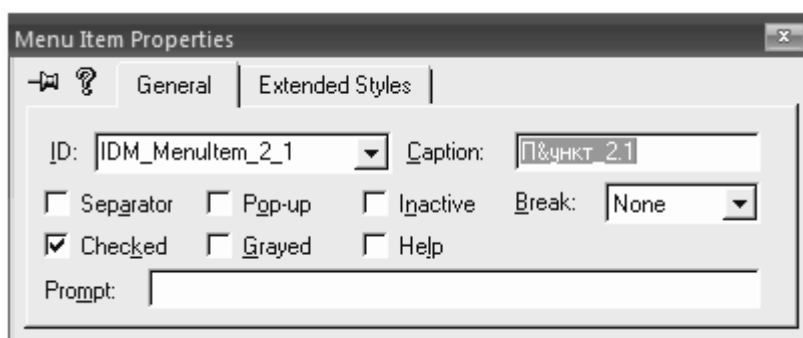 Menu Item Properties
General Extended Styles
ID: IDM_MenuItem_2_1 Caption: П&ункт_2.1
Separator Pop-up Inactive Break: None
Checked Grayed Help
Prompt: